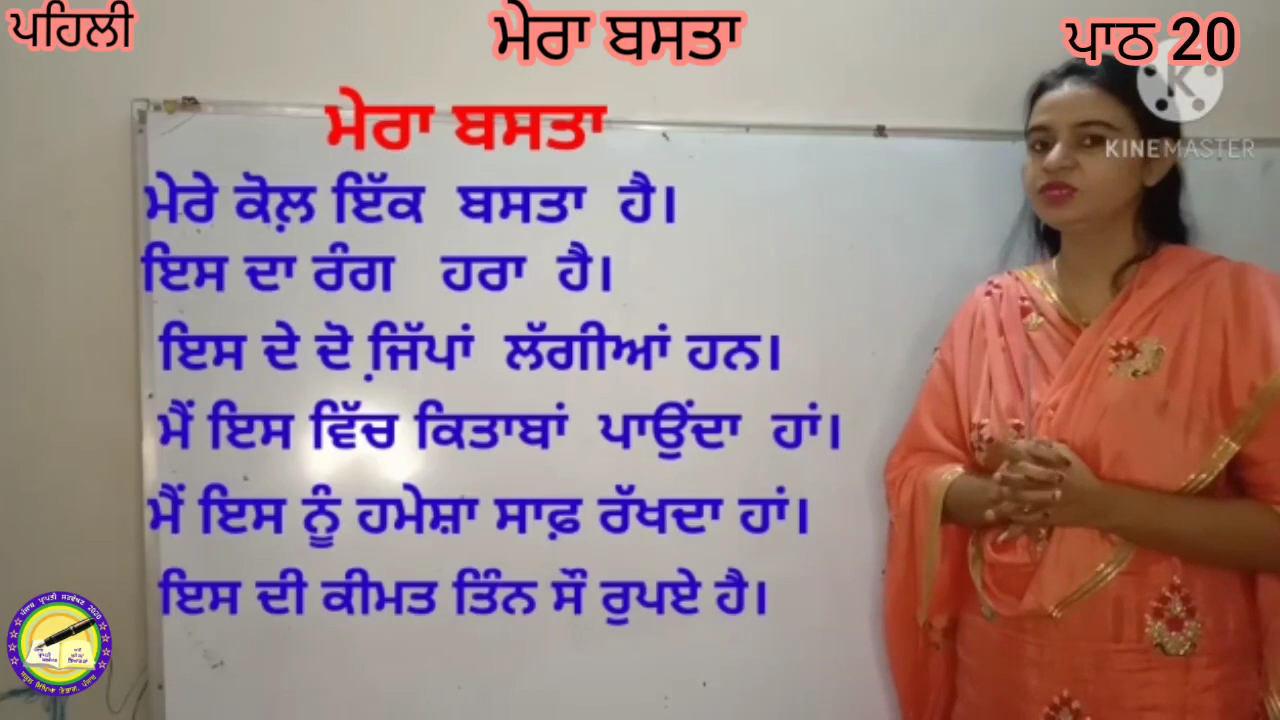 ਪਹਿਲੀ
ਮੇਰਾ ਬਸਤਾ
ਪਾਠ 20
KINEMASTER
ਮੇਰਾ ਬਸਤਾ
ਮੇਰੇ ਕੋਲ਼ ਇੱਕ ਬਸਤਾ ਹੈ।
ਇਸ ਦਾ ਰੰਗ ਹਰਾ ਹੈ।
ਇਸ ਦੇ ਦੋ ਜ਼ਿੱਪਾਂ ਲੱਗੀਆਂ ਹਨ।
ਮੈਂ ਇਸ ਵਿੱਚ ਕਿਤਾਬਾਂ ਪਾਉਂਦਾ ਹਾਂ।
ਮੈਂ ਇਸ ਨੂੰ ਹਮੇਸ਼ਾ ਸਾਫ਼ ਰੱਖਦਾ ਹਾਂ।
ਇਸ ਦੀ ਕੀਮਤ ਤਿੰਨ ਸੌ ਰੁਪਏ ਹੈ।